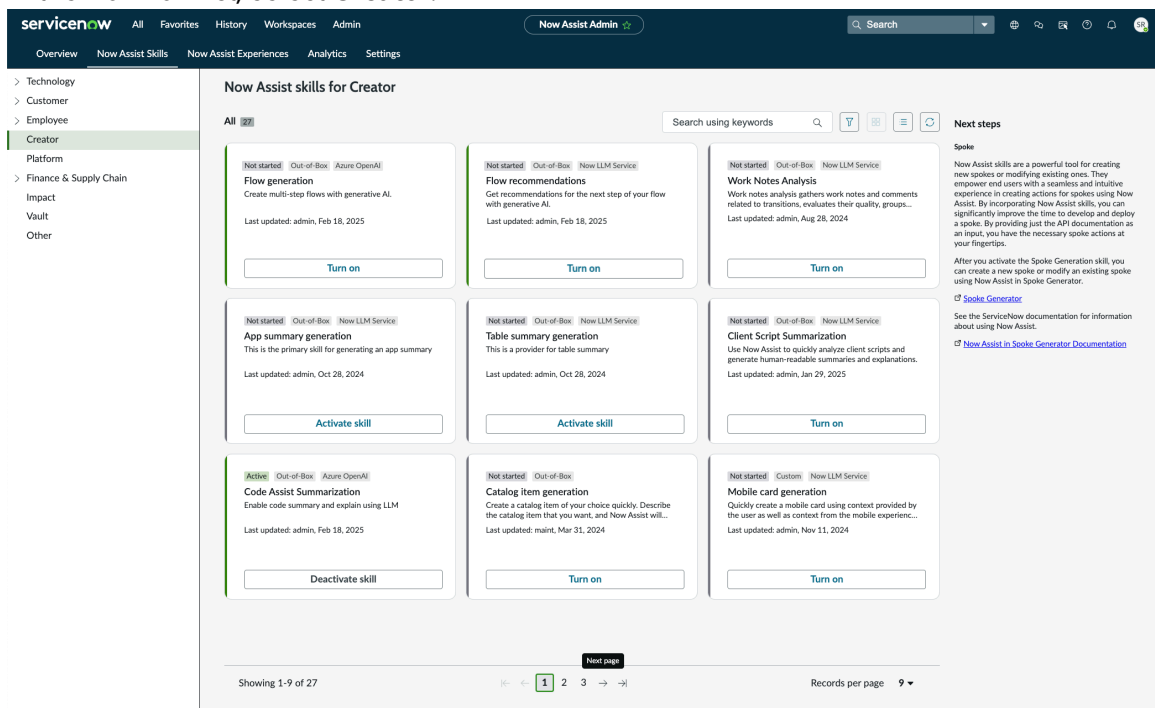 servicenow All Favorites History Workspaces Admin Now Assist Admin Search SR
Overview Now Assist Skills Now Assist Experiences Analytics Settings
Technology
Customer
Employee
Creator
Platform
Finance & Supply Chain
Impact
Vault
Other
Now Assist skills for Creator
All 27
Search using keywords
Not started Out-of-Box Azure OpenAI
Flow generation
Create multi-step flows with generative AI.
Last updated: admin, Feb 18, 2025
Turn on
Not started Out-of-Box Now LLM Service
Flow recommendations
Get recommendations for the next step of your flow
with generative AI.
Last updated: admin, Feb 18, 2025
Turn on
Not started Out-of-Box Now LLM Service
Work Notes Analysis
Work notes analysis gathers work notes and comments
related to transitions, evaluates their quality, groups...
Last updated: admin, Aug 28, 2024
Turn on
Not started Out-of-Box Now LLM Service
App summary generation
This is the primary skill for generating an app summary
Last updated: admin, Oct 28, 2024
Activate skill
Not started Out-of-Box Now LLM Service
Table summary generation
This is a provider for table summary
Last updated: admin, Oct 28, 2024
Activate skill
Not started Out-of-Box Now LLM Service
Client Script Summarization
Use Now Assist to quickly analyze client scripts and
generate human-readable summaries and explanations.
Last updated: admin, Jan 29, 2025
Turn on
Active Out-of-Box Azure OpenAI
Code Assist Summarization
Enable code summary and explain using LLM
Last updated: admin, Feb 18, 2025
Deactivate skill
Not started Out-of-Box
Catalog item generation
Create a catalog item of your choice quickly. Describe
the catalog item that you want, and Now Assist will...
Last updated: maint, Mar 31, 2024
Turn on
Not started Custom Now LLM Service
Mobile card generation
Quickly create a mobile card using context provided by
the user as well as context from the mobile experienc...
Last updated: admin, Nov 11, 2024
Turn on
Next steps
Spoke
Now Assist skills are a powerful tool for creating
new spokes or modifying existing ones. They
empower end users with a seamless and intuitive
experience in creating actions for spokes using Now
Assist. By incorporating Now Assist skills, you can
significantly improve the time to develop and deploy
a spoke. By providing just the API documentation as
an input, you have the necessary spoke actions at
your fingertips.
After you activate the Spoke Generation skill, you
can create a new spoke or modify an existing spoke
using Now Assist in Spoke Generator.
Spoke Generator
See the ServiceNow documentation for information
about using Now Assist.
Now Assist in Spoke Generator Documentation
Next page
Showing 1-9 of 27 1 2 3 Records per page 9